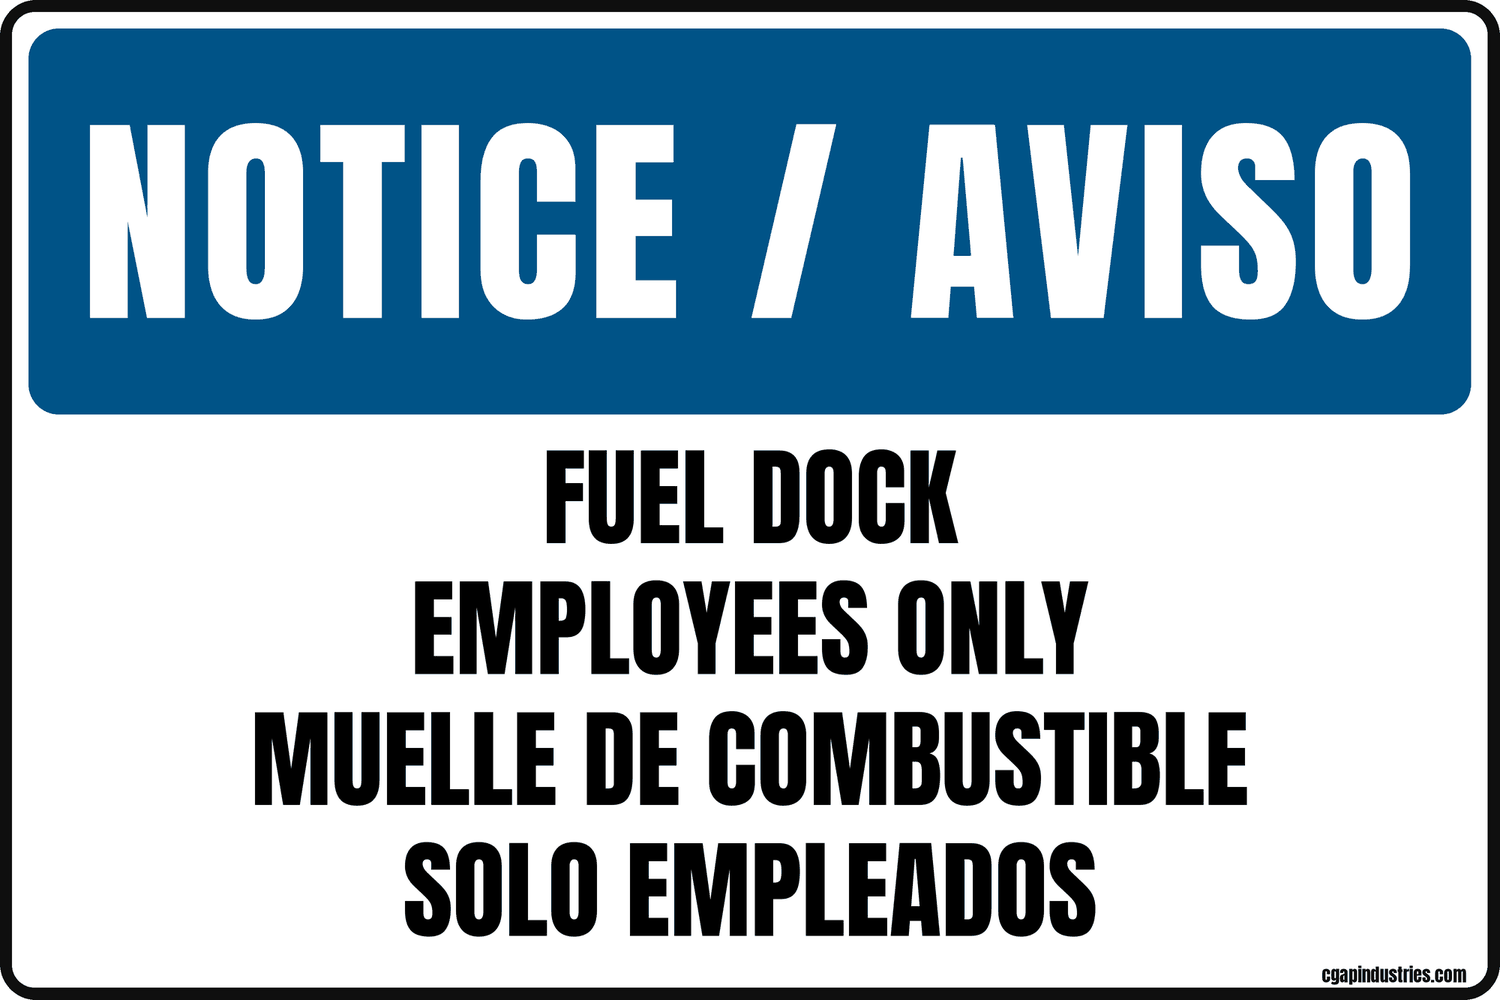 NOTICE / AVISO
FUEL DOCK
EMPLOYEES ONLY
MUELLE DE COMBUSTIBLE
SOLO EMPLEADOS
cgapindustries.com